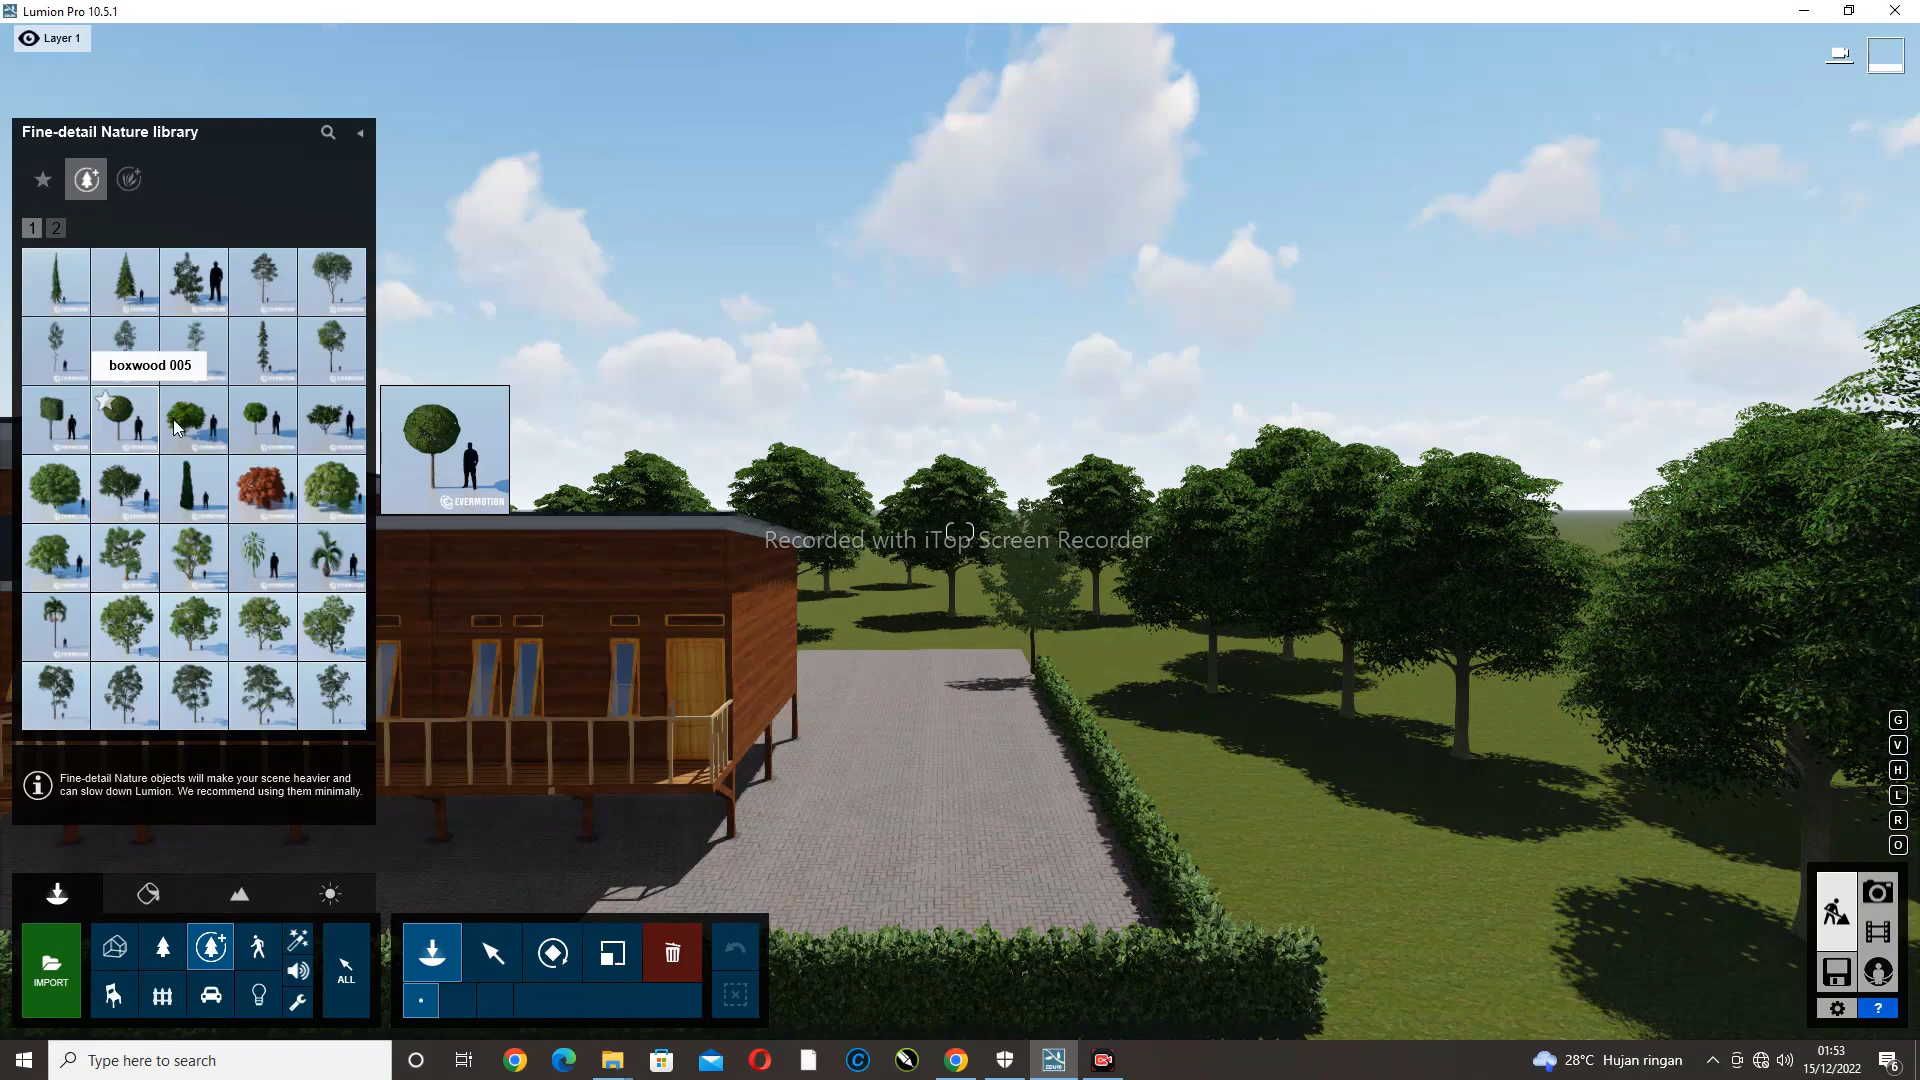 Lumion Pro 10.5.1
Layer 1
Fine-detail Nature library
1 2
boxwood 005
EVERMOTION
Recorded with iTop Screen Recorder
Fine-detail Nature objects will make your scene heavier and
can slow down Lumion. We recommend using them minimally.
G
V
H
L
R
O
IMPORT
ALL
?
Type here to search
28°C Hujan ringan
01:53
15/12/2022
6